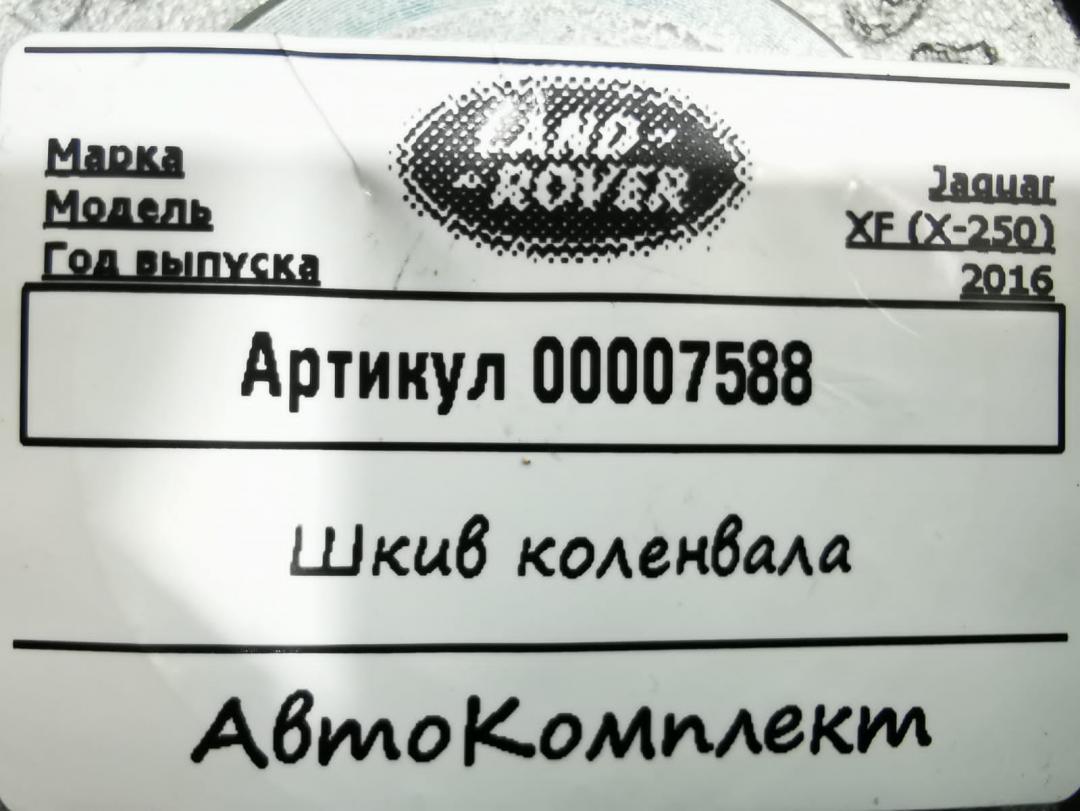 LAND-
-ROVER
Марка Jaguar
Модель XF (X-250)
Год выпуска 2016
Артикул 00007588
Шкив коленвала
АвтоКомплект